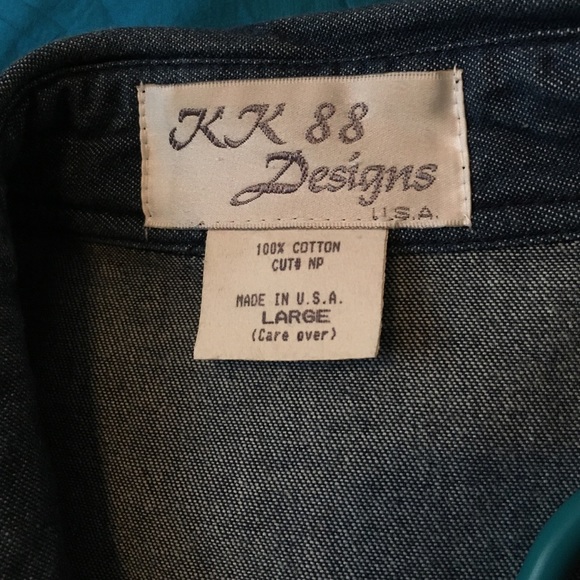 KK 88
Designs
U.S.A.
100% COTTON
CUT# NP
MADE IN U.S.A.
LARGE
(Care over)